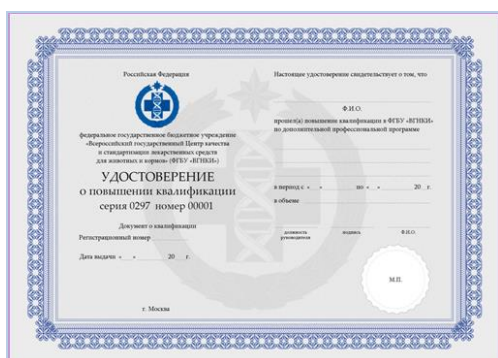 Российская Федерация
федеральное государственное бюджетное учреждение
«Всероссийский государственный Центр качества
и стандартизации лекарственных средств
для животных и кормов» (ФГБУ «ВГНКИ»
УДОСТОВЕРЕНИЕ
о повышении квалификации
серия 0297 номер 00001
Документ о квалификации
Регистрационный номер
Дата выдачи « » 20 г.
г. Москва
Настоящее удостоверение свидетельствует о том, что
Ф.И.О.
прошел(а) повышение квалификации в ФГБУ «ВГНКИ»
по дополнительной профессиональной программе
в период с « » по « » 20 г.
в объеме
должность подпись Ф.И.О.
руководителя
М.П.